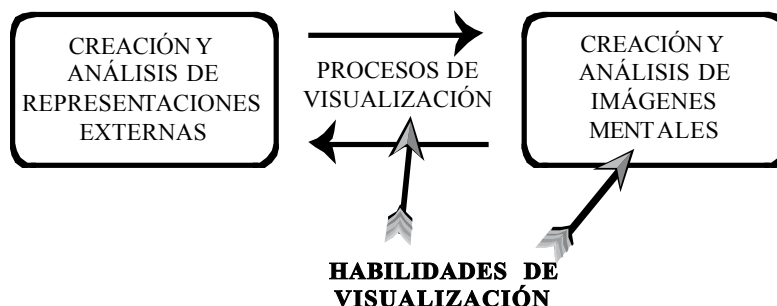 CREACIÓN Y
ANÁLISIS DE
REPRESENTACIONES
EXTERNAS
PROCESOS DE
VISUALIZACIÓN
CREACIÓN Y
ANÁLISIS DE
IMÁGENES
MENTALES
HABILIDADES DE
VISUALIZACIÓN